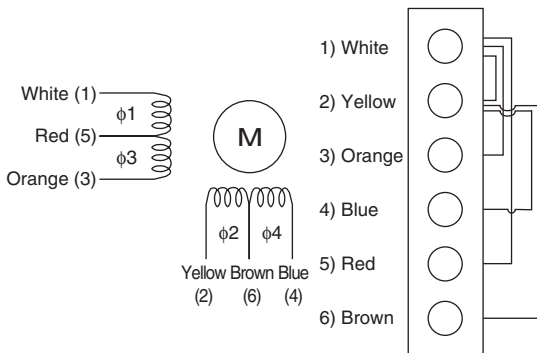 White (1)
ϕ1
Red (5)
ϕ3
Orange (3)
M
ϕ2 ϕ4
Yellow Brown Blue
(2) (6) (4)
1) White
2) Yellow
3) Orange
4) Blue
5) Red
6) Brown